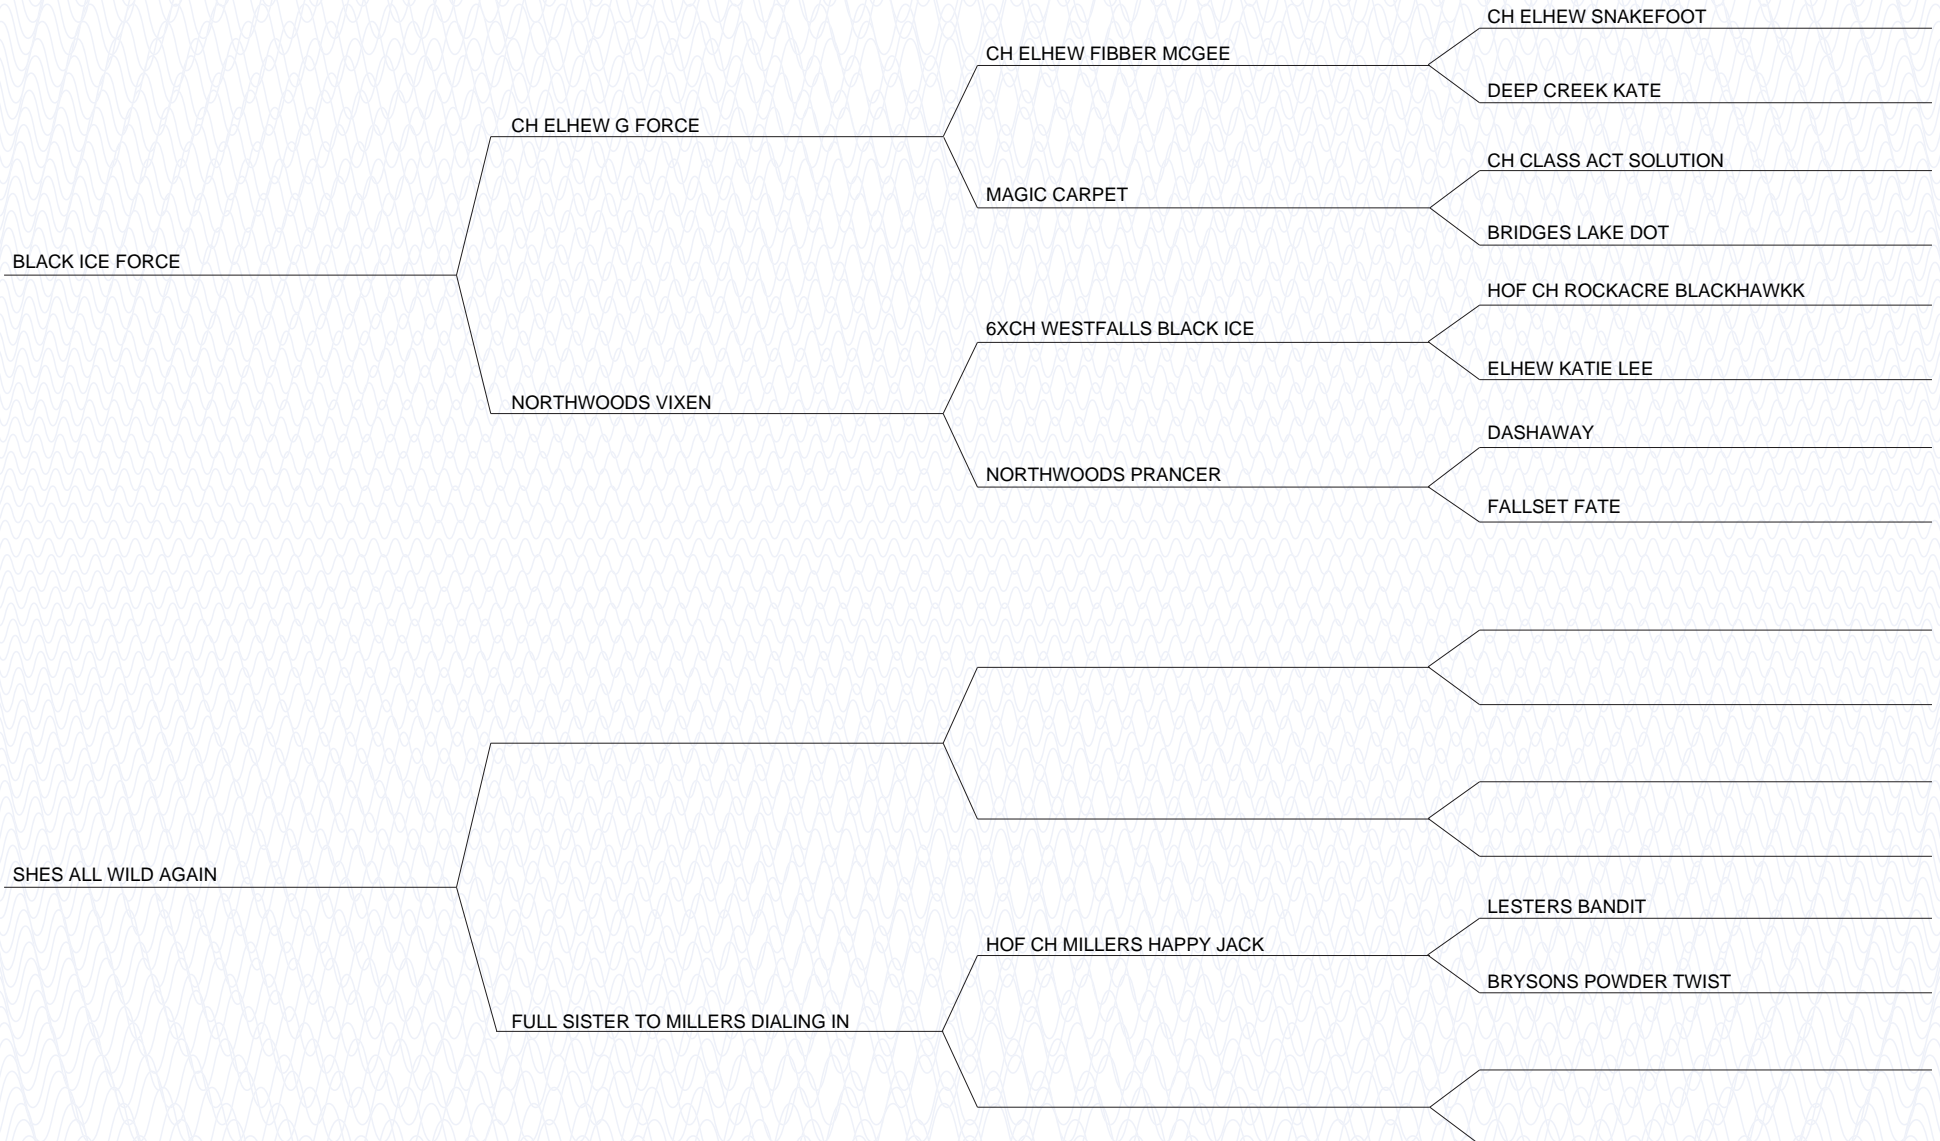 CH ELHEW SNAKEFOOT
CH ELHEW FIBBER MCGEE
DEEP CREEK KATE
CH ELHEW G FORCE
CH CLASS ACT SOLUTION
MAGIC CARPET
BRIDGES LAKE DOT
BLACK ICE FORCE
HOF CH ROCKACRE BLACKHAWKK
6XCH WESTFALLS BLACK ICE
ELHEW KATIE LEE
NORTHWOODS VIXEN
DASHAWAY
NORTHWOODS PRANCER
FALLSET FATE
SHES ALL WILD AGAIN
LESTERS BANDIT
HOF CH MILLERS HAPPY JACK
BRYSONS POWDER TWIST
FULL SISTER TO MILLERS DIALING IN